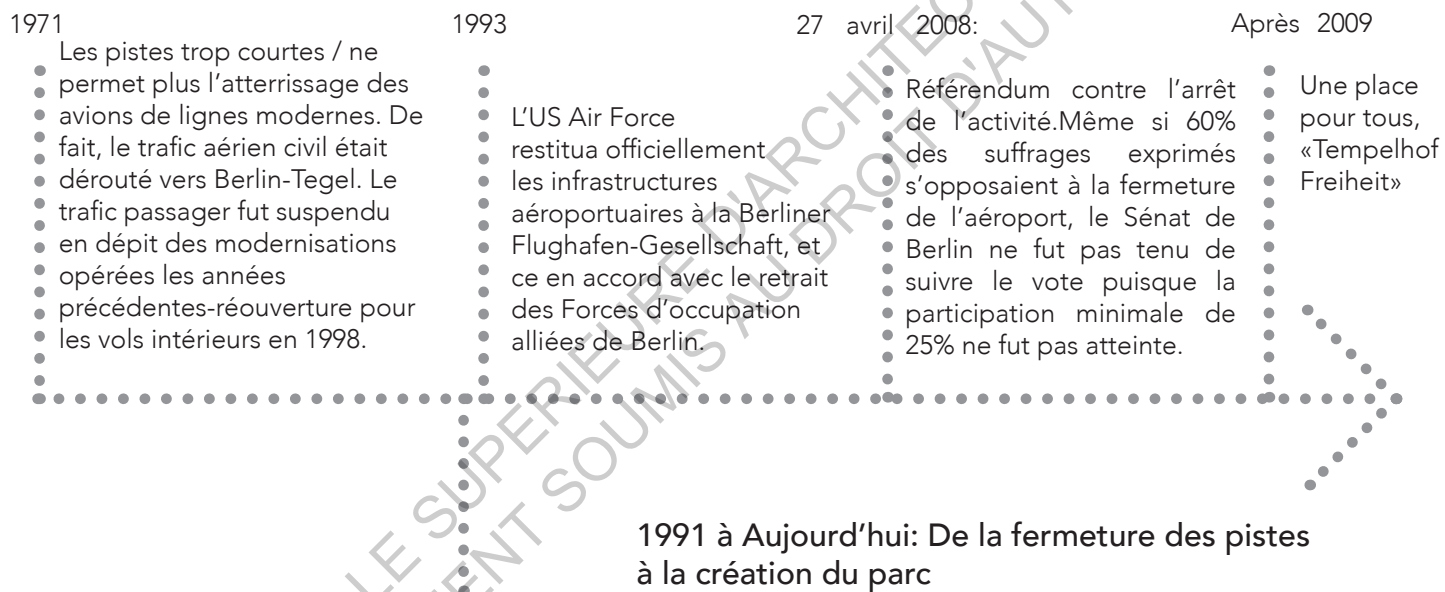 1971
Les pistes trop courtes / ne
permet plus l'atterrissage des
avions de lignes modernes. De
fait, le trafic aérien civil était
dérouté vers Berlin-Tegel. Le
trafic passager fut suspendu
en dépit des modernisations
opérées les années
précédentes-réouverture pour
les vols intérieurs en 1998.
1993
L'US Air Force
restitua officiellement
les infrastructures
aéroportuaires à la Berliner
Flughafen-Gesellschaft, et
ce en accord avec le retrait
des Forces d'occupation
alliées de Berlin.
27 avril 2008:
Référendum contre l'arrêt
de l'activité.Même si 60%
des suffrages exprimés
s'opposaient à la fermeture
de l'aéroport, le Sénat de
Berlin ne fut pas tenu de
suivre le vote puisque la
participation minimale de
25% ne fut pas atteinte.
Après 2009
Une place
pour tous,
«Tempelhof
Freiheit»
1991 à Aujourd'hui: De la fermeture des pistes
à la création du parc
SUPERIEURE D'ARCHITEC
SOUMIS AU DROIT D'AUT